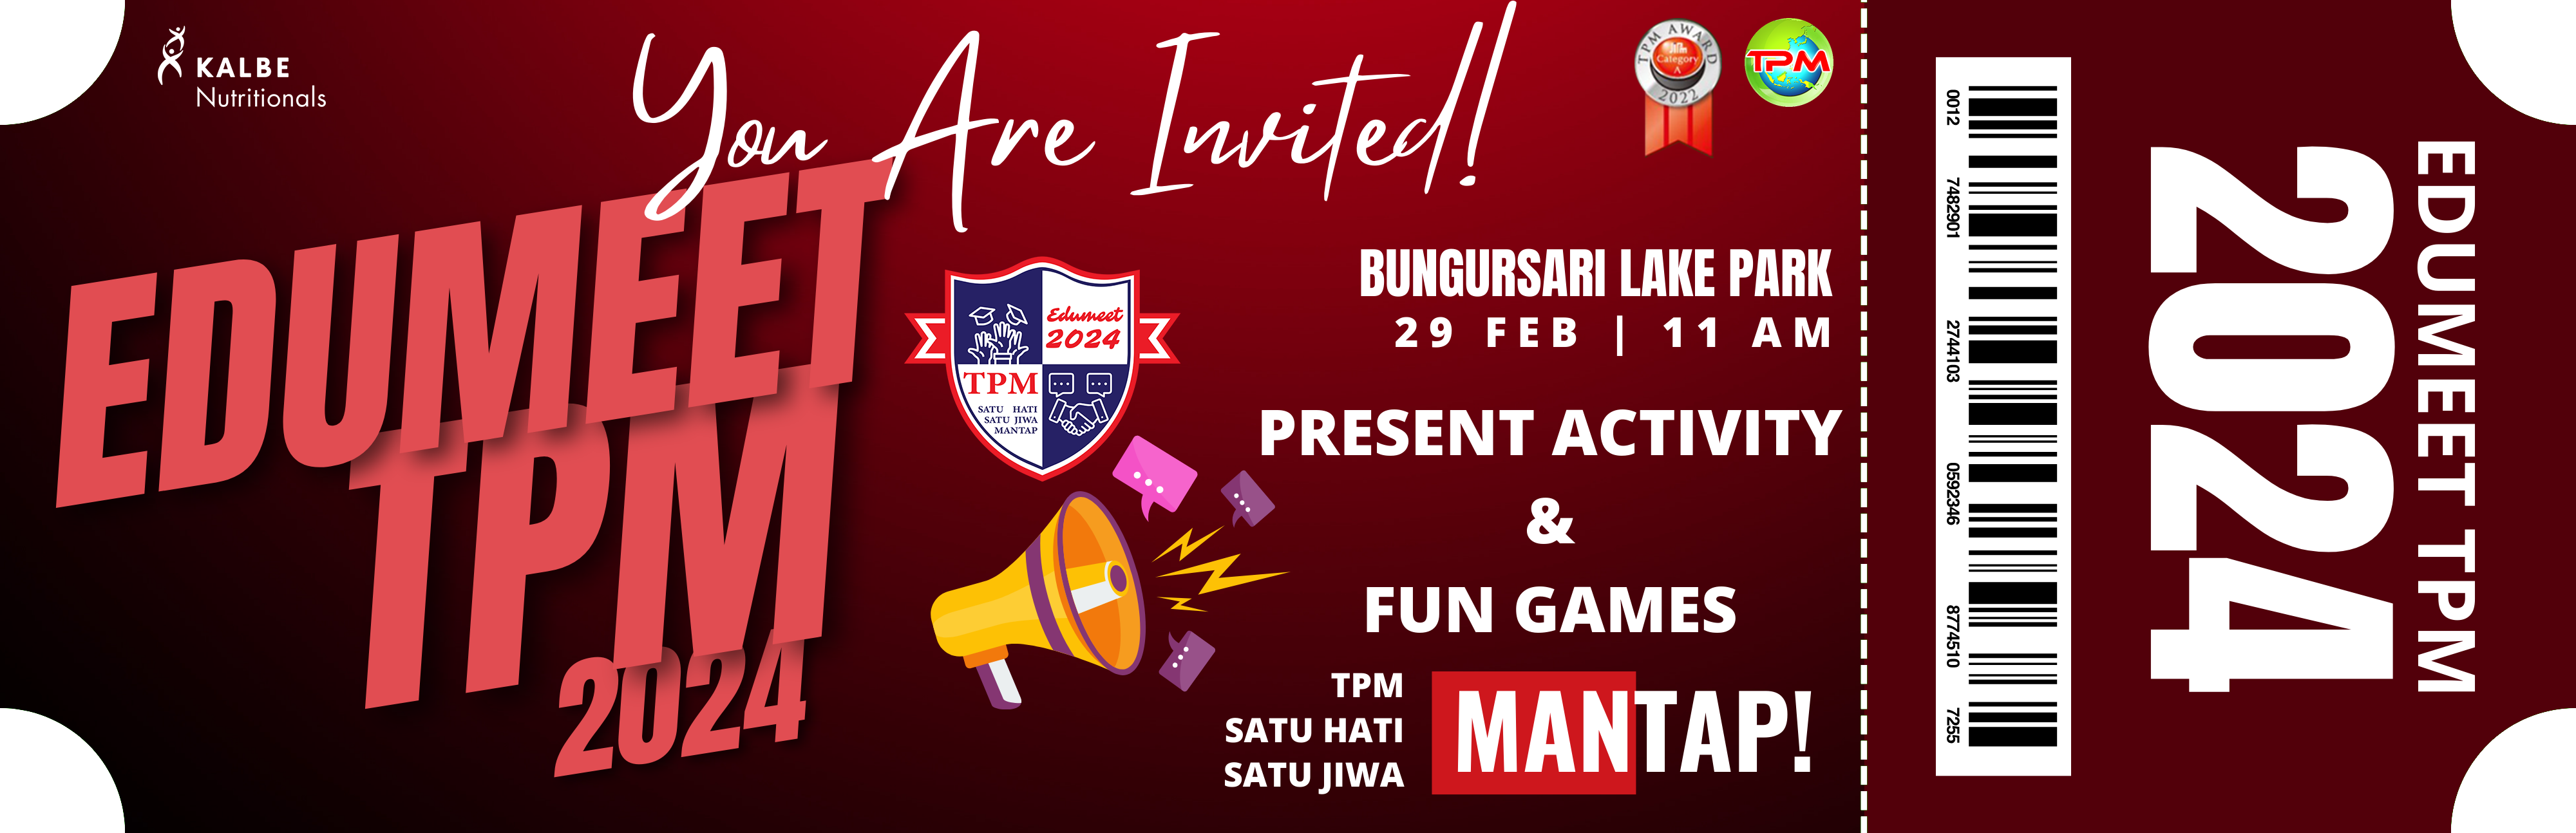 KALBE
Nutritionals
You Are Invited!
TPM AWARD
Category
A
2022
TPM
EDUMEET
TPM
2024
Edumeet
2024
TPM
SATU HATI
SATU JIWA
MANTAP
BUNGURSARI LAKE PARK
29 FEB | 11 AM
PRESENT ACTIVITY
&
FUN GAMES
TPM
SATU HATI
SATU JIWA
MANTAP!
0012 7482901 2744103 0592346 8774510 7255
2024
EDUMEET TPM